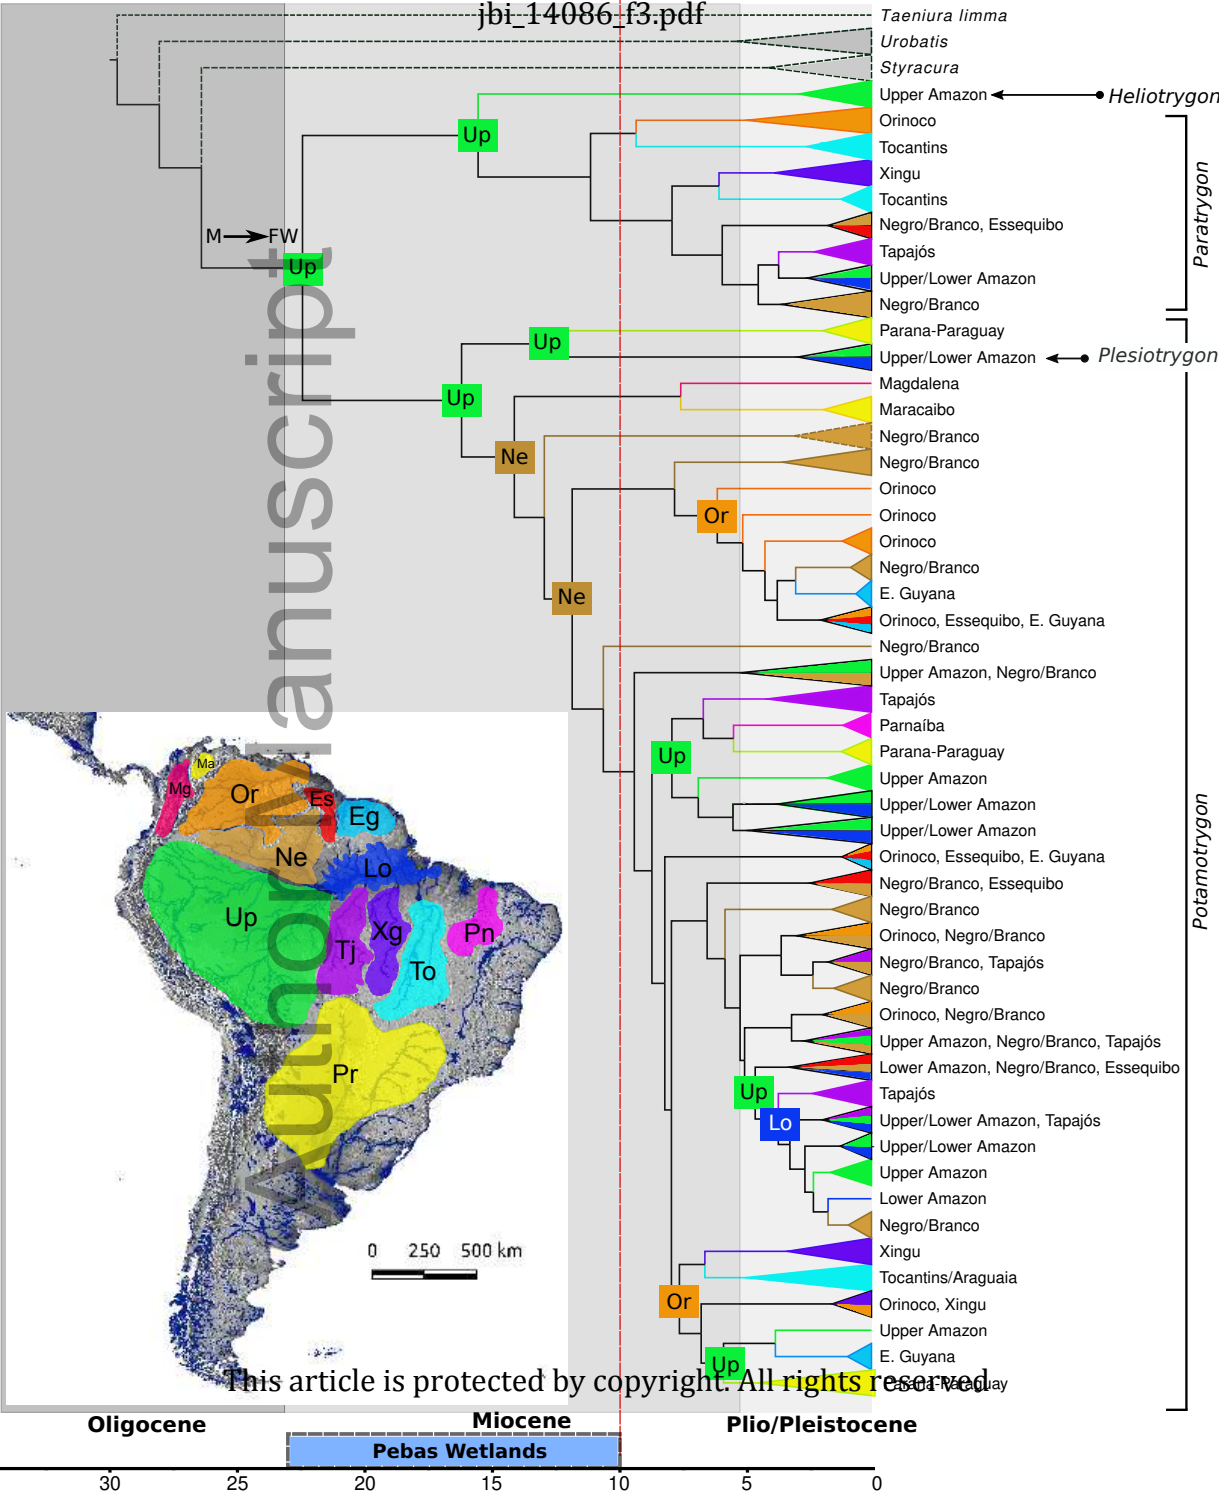 jbi_14086_f3.pdf
Taeniura limma
Urobatis
Styracura
Upper Amazon
Heliotrygon
Orinoco
Tocantins
Xingu
Tocantins
Negro/Branco, Essequibo
Tapajós
Upper/Lower Amazon
Negro/Branco
Paratrygon
Parana-Paraguay
Upper/Lower Amazon
Plesiotrygon
Magdalena
Maracaibo
Negro/Branco
Negro/Branco
Orinoco
Orinoco
Orinoco
Negro/Branco
E. Guyana
Orinoco, Essequibo, E. Guyana
Negro/Branco
Upper Amazon, Negro/Branco
Tapajós
Parnaíba
Parana-Paraguay
Upper Amazon
Upper/Lower Amazon
Upper/Lower Amazon
Orinoco, Essequibo, E. Guyana
Negro/Branco, Essequibo
Negro/Branco
Orinoco, Negro/Branco
Negro/Branco, Tapajós
Negro/Branco
Orinoco, Negro/Branco
Upper Amazon, Negro/Branco, Tapajós
Lower Amazon, Negro/Branco, Essequibo
Tapajós
Upper/Lower Amazon, Tapajós
Upper/Lower Amazon
Upper Amazon
Lower Amazon
Negro/Branco
Xingu
Tocantins/Araguaia
Orinoco, Xingu
Upper Amazon
E. Guyana
Parana-Paraguay
Potamotrygon
Up
M FW
Up
Up
Up
Ne
Or
Ne
Up
Up
Lo
Or
Up
Author Manuscript
Ma
Mg
Or
Es
Eg
Ne
Lo
Up
Tj
Xg
To
Pn
Pr
0 250 500 km
This article is protected by copyright. All rights reserved
Oligocene
Miocene
Plio/Pleistocene
Pebas Wetlands
30 25 20 15 10 5 0